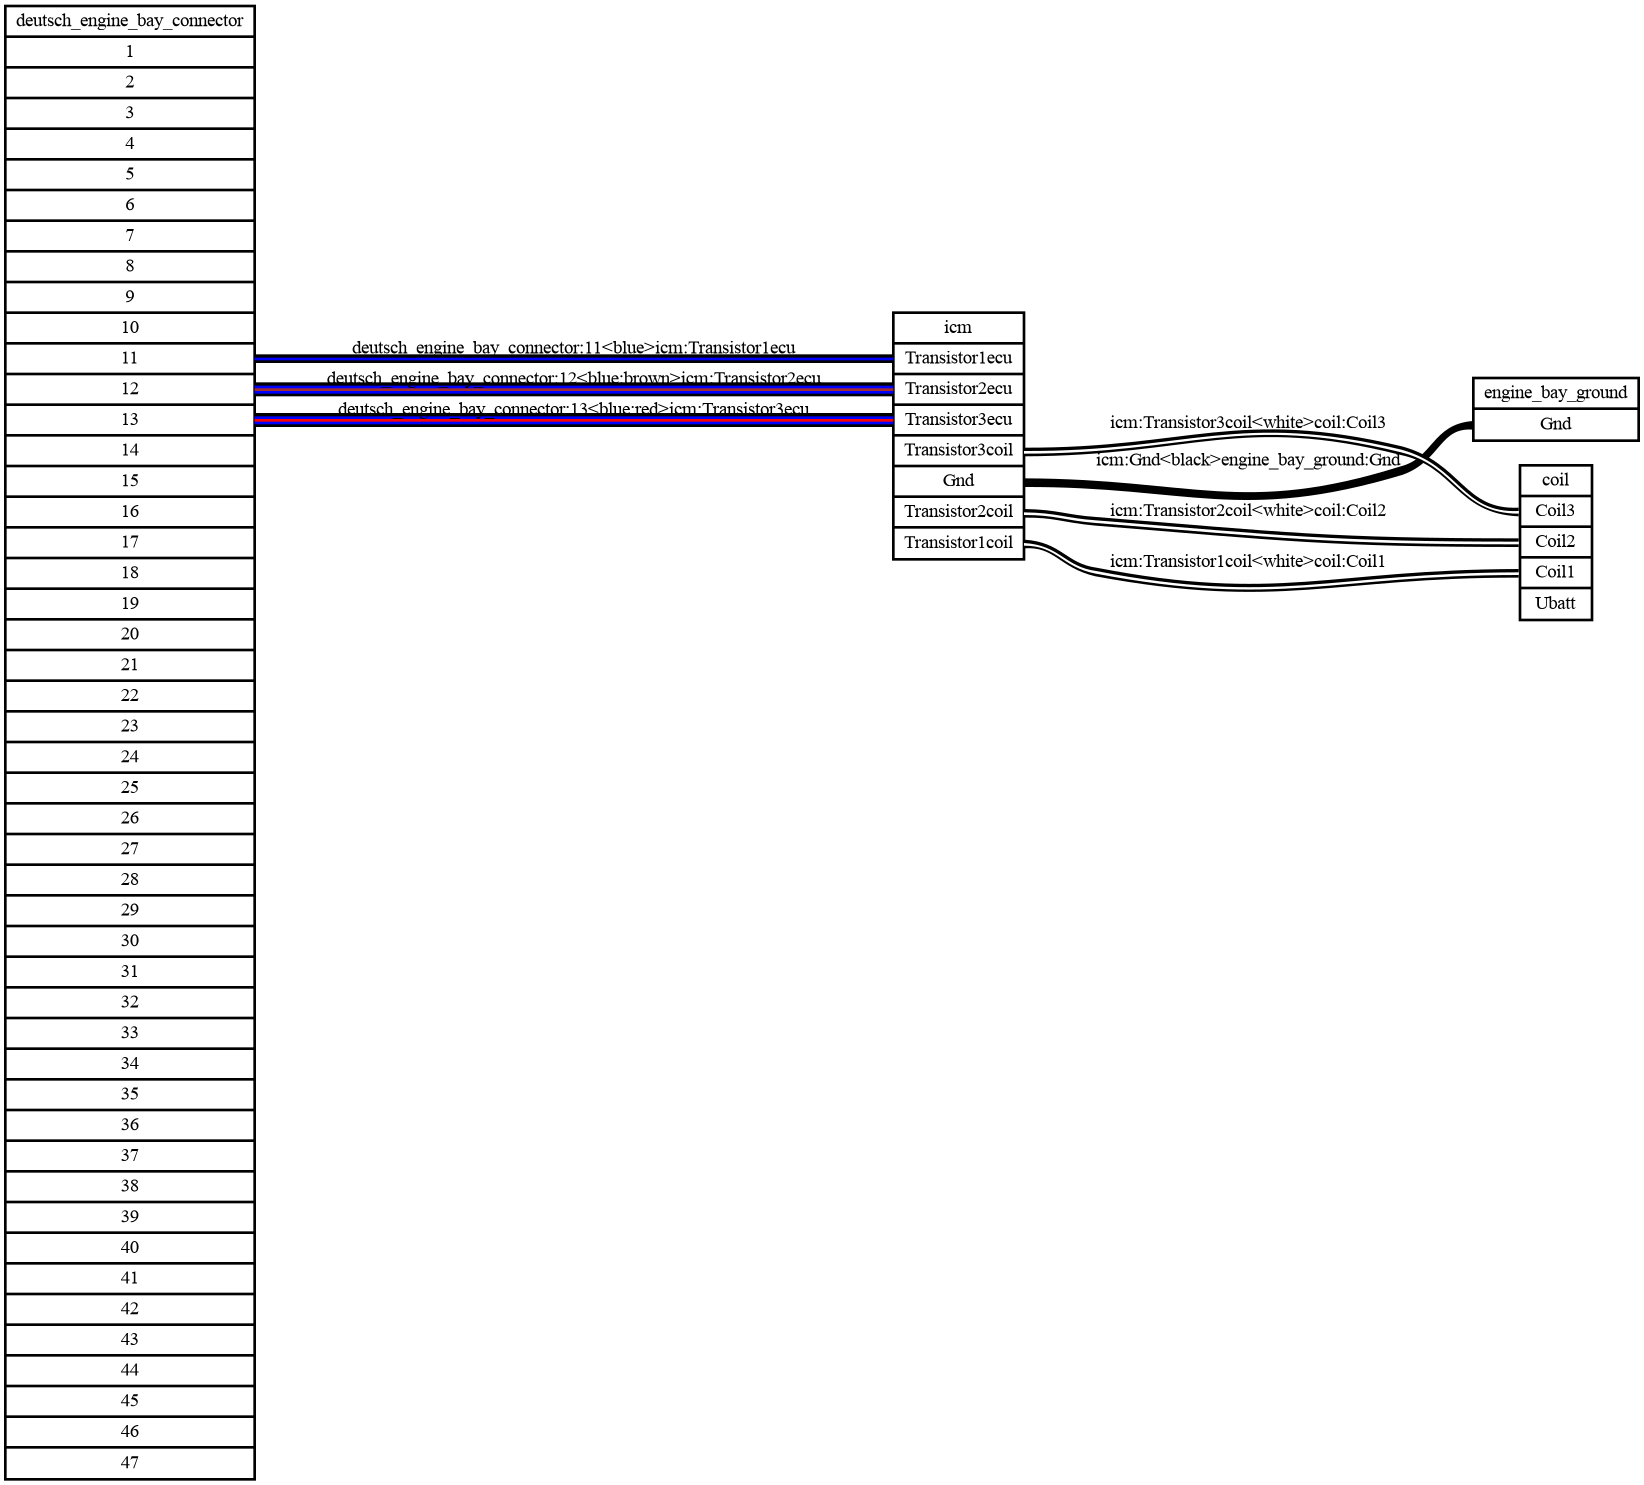 deutsch_engine_bay_connector
1
2
3
4
5
6
7
8
9
10
11
12
13
14
15
16
17
18
19
20
21
22
23
24
25
26
27
28
29
30
31
32
33
34
35
36
37
38
39
40
41
42
43
44
45
46
47
deutsch_engine_bay_connector:11<blue>icm:Transistor1ecu
deutsch_engine_bay_connector:12<blue:brown>icm:Transistor2ecu
deutsch_engine_bay_connector:13<blue:red>icm:Transistor3ecu
icm
Transistor1ecu
Transistor2ecu
Transistor3ecu
Transistor3coil
Gnd
Transistor2coil
Transistor1coil
icm:Transistor3coil<white>coil:Coil3
icm:Gnd<black>engine_bay_ground:Gnd
icm:Transistor2coil<white>coil:Coil2
icm:Transistor1coil<white>coil:Coil1
engine_bay_ground
Gnd
coil
Coil3
Coil2
Coil1
Ubatt